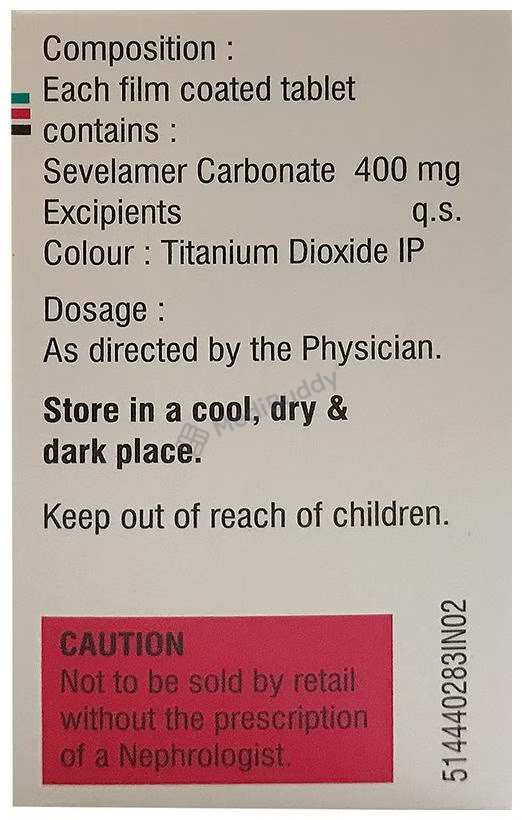 Composition :
Each film coated tablet
contains :
Sevelamer Carbonate 400 mg
Excipients q.s.
Colour : Titanium Dioxide IP
Dosage :
As directed by the Physician.
Store in a cool, dry &
dark place.
MediBuddy
Keep out of reach of children.
CAUTION
Not to be sold by retail
without the prescription
of a Nephrologist.
514440283IN02